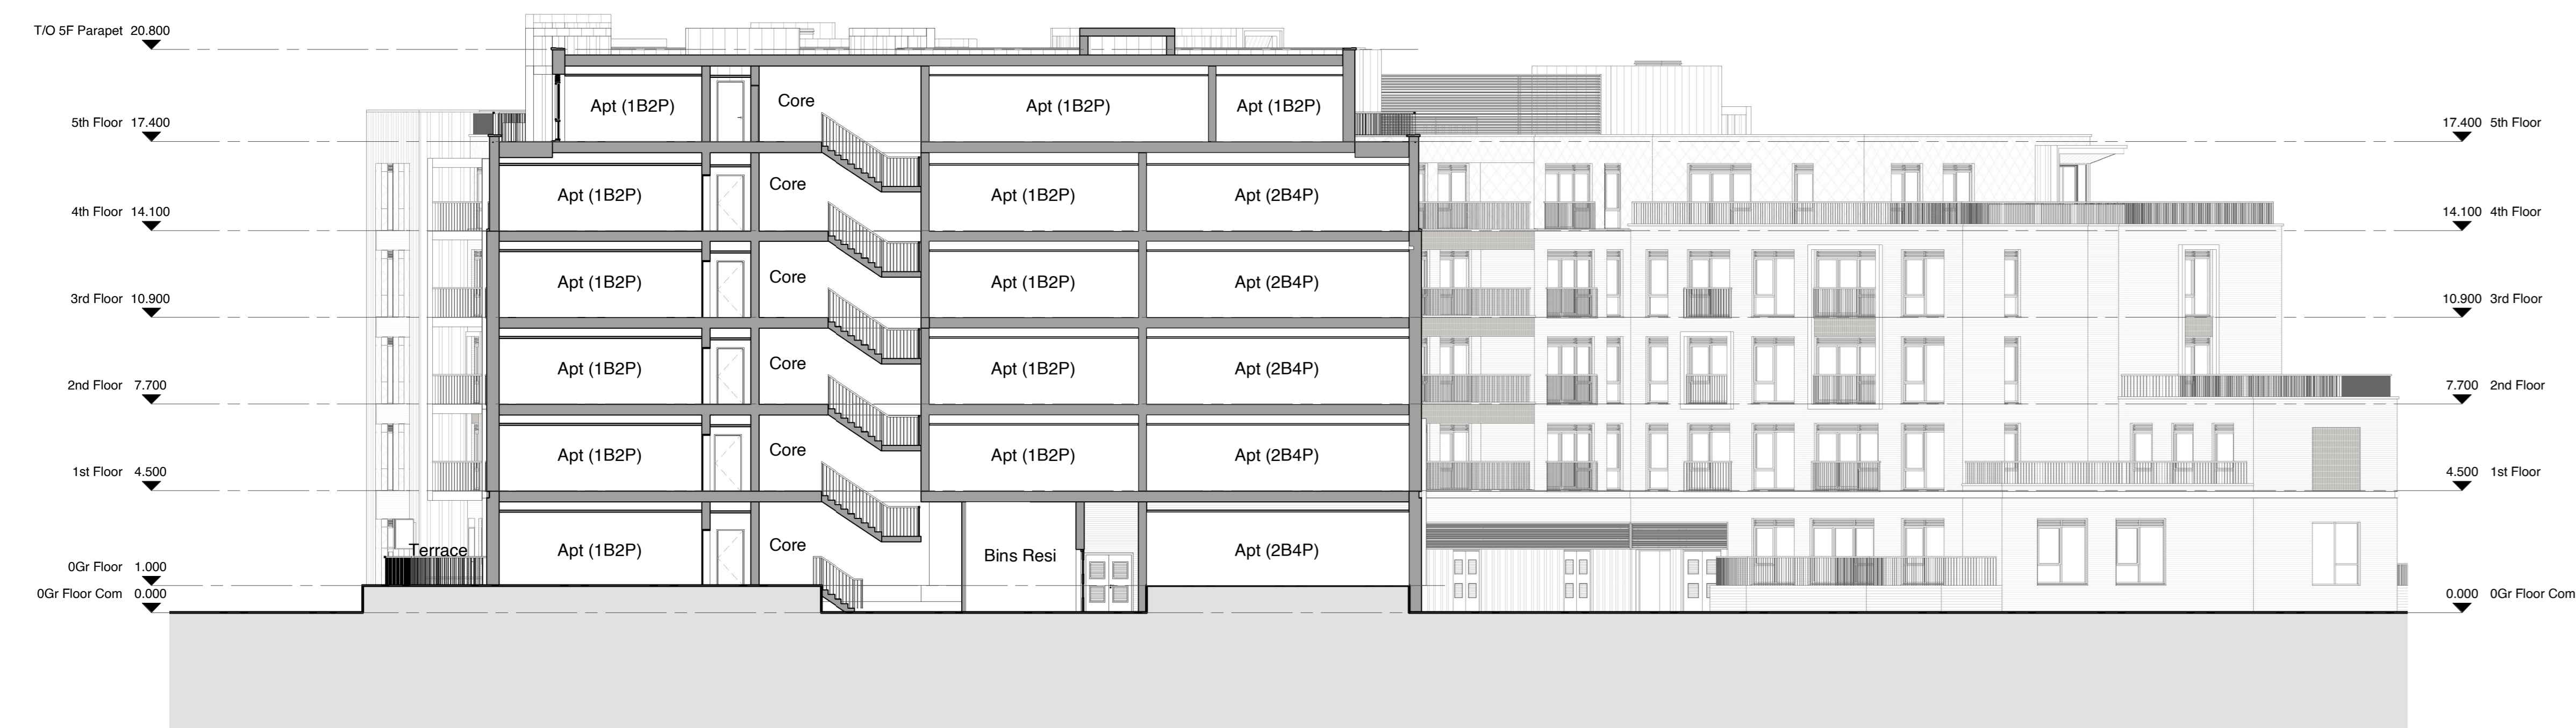 T/O 5F Parapet 20.800
Apt (1B2P) Core Apt (1B2P) Apt (1B2P)
5th Floor 17.400
17.400 5th Floor
Apt (1B2P) Core Apt (1B2P) Apt (2B4P)
4th Floor 14.100
14.100 4th Floor
Apt (1B2P) Core Apt (1B2P) Apt (2B4P)
3rd Floor 10.900
10.900 3rd Floor
Apt (1B2P) Core Apt (1B2P) Apt (2B4P)
2nd Floor 7.700
7.700 2nd Floor
Apt (1B2P) Core Apt (1B2P) Apt (2B4P)
1st Floor 4.500
4.500 1st Floor
Terrace Apt (1B2P) Core Bins Resi Apt (2B4P)
0Gr Floor 1.000
0Gr Floor Com 0.000
0.000 0Gr Floor Com